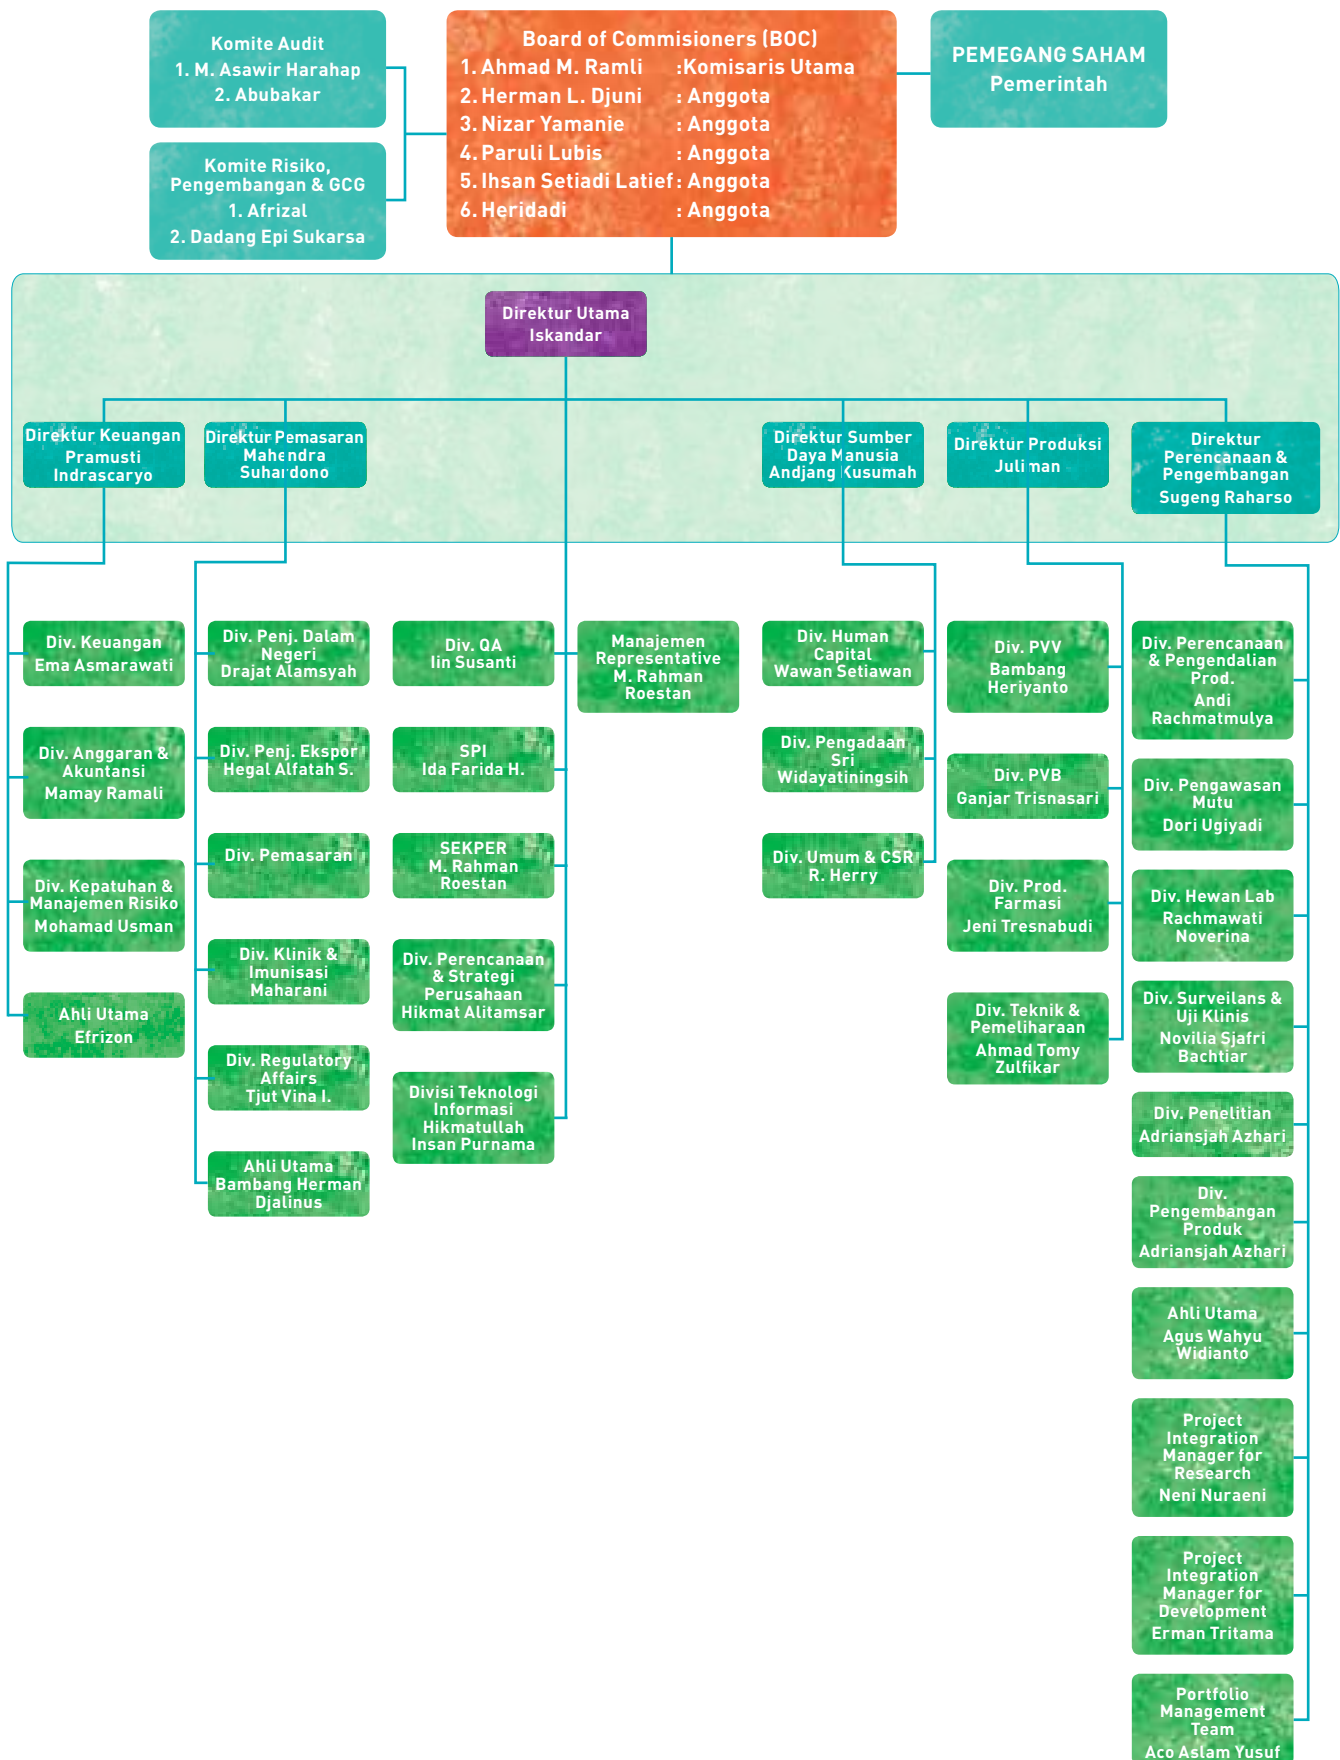 Komite Audit
1. M. Asawir Harahap
2. Abubakar
Komite Risiko,
Pengembangan & GCG
1. Afrizal
2. Dadang Epi Sukarsa
Board of Commisioners (BOC)
1. Ahmad M. Ramli :Komisaris Utama
2. Herman L. Djuni : Anggota
3. Nizar Yamanie : Anggota
4. Paruli Lubis : Anggota
5. Ihsan Setiadi Latief : Anggota
6. Heridadi : Anggota
PEMEGANG SAHAM
Pemerintah
Direktur Utama
Iskandar
Direktur Keuangan
Pramusti
Indrascaryo
Direktur Pemasaran
Mahendra
Suhardono
Direktur Sumber
Daya Manusia
Andjang Kusumah
Direktur Produksi
Juliman
Direktur
Perencanaan &
Pengembangan
Sugeng Raharso
Div. Keuangan
Ema Asmarawati
Div. Anggaran &
Akuntansi
Mamay Ramali
Div. Kepatuhan &
Manajemen Risiko
Mohamad Usman
Ahli Utama
Efrizon
Div. Penj. Dalam
Negeri
Drajat Alamsyah
Div. Penj. Ekspor
Hegal Alfatah S.
Div. Pemasaran
Div. Klinik &
Imunisasi
Maharani
Div. Regulatory
Affairs
Tjut Vina I.
Ahli Utama
Bambang Herman
Djalinus
Div. QA
Iin Susanti
SPI
Ida Farida H.
SEKPER
M. Rahman
Roestan
Div. Perencanaan
& Strategi
Perusahaan
Hikmat Alitamsar
Divisi Teknologi
Informasi
Hikmatullah
Insan Purnama
Manajemen
Representative
M. Rahman
Roestan
Div. Human
Capital
Wawan Setiawan
Div. Pengadaan
Sri
Widayatiningsih
Div. Umum & CSR
R. Herry
Div. PVV
Bambang
Heriyanto
Div. PVB
Ganjar Trisnasari
Div. Prod.
Farmasi
Jeni Tresnabudi
Div. Teknik &
Pemeliharaan
Ahmad Tomy
Zulfikar
Div. Perencanaan
& Pengendalian
Prod.
Andi
Rachmatmulya
Div. Pengawasan
Mutu
Dori Ugiyadi
Div. Hewan Lab
Rachmawati
Noverina
Div. Surveilans &
Uji Klinis
Novilia Sjafri
Bachtiar
Div. Penelitian
Adriansjah Azhari
Div.
Pengembangan
Produk
Adriansjah Azhari
Ahli Utama
Agus Wahyu
Widianto
Project
Integration
Manager for
Research
Neni Nuraeni
Project
Integration
Manager for
Development
Erman Tritama
Portfolio
Management
Team
Aco Aslam Yusuf